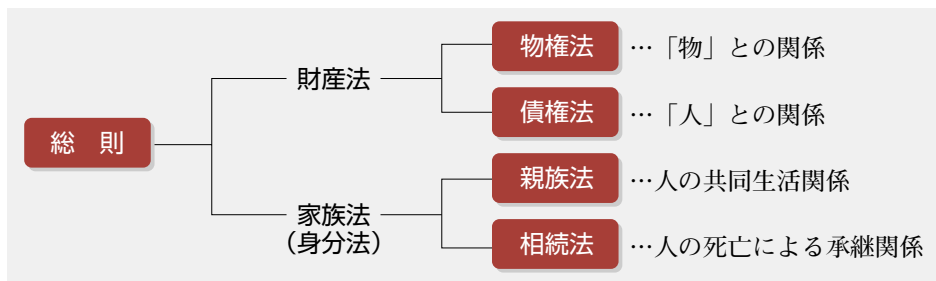 総 則
財産法
物権法 …「物」との関係
債権法 …「人」との関係
家族法
（身分法）
親族法 …人の共同生活関係
相続法 …人の死亡による承継関係